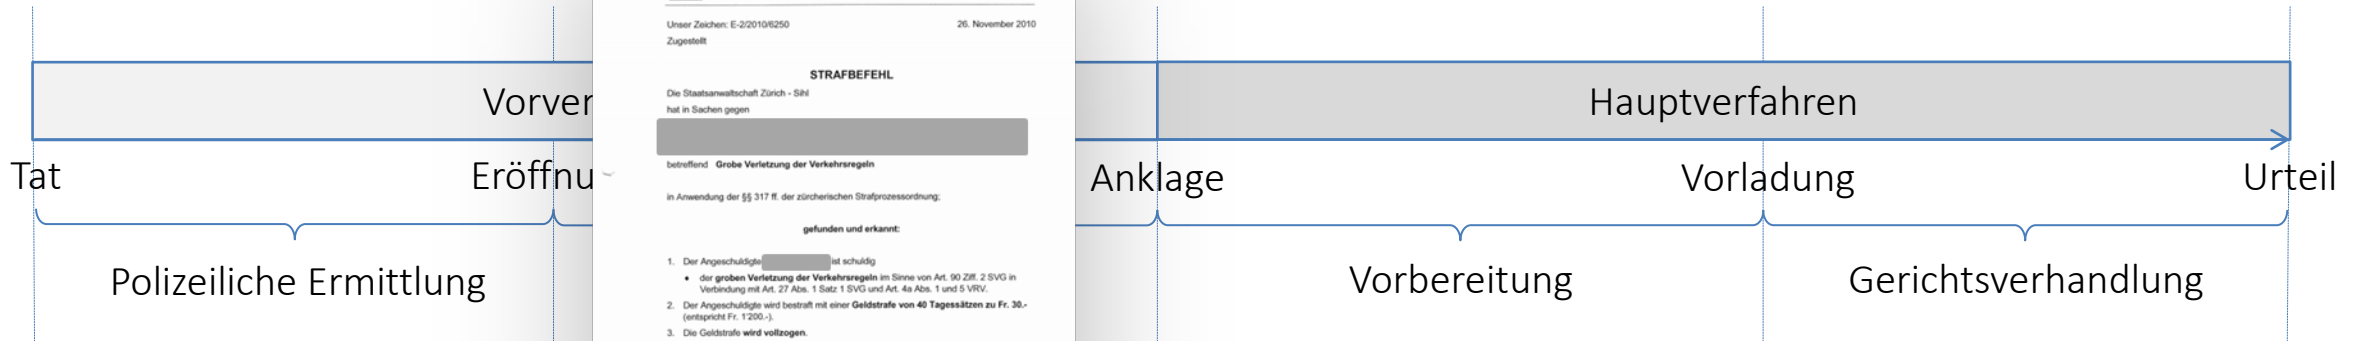 Unser Zeichen: E-2/2010/6250
26. November 2010
Zugestellt
STRAFBEFEHL
Die Staatsanwaltschaft Zürich - Sihl
hat in Sachen gegen
betreffend Grobe Verletzung der Verkehrsregeln
in Anwendung der §§ 317 ff. der zürcherischen Strafprozessordnung;
gefunden und erkannt:
1. Der Angeschuldigte ist schuldig
• der groben Verletzung der Verkehrsregeln im Sinne von Art. 90 Ziff. 2 SVG in
Verbindung mit Art. 27 Abs. 1 Satz 1 SVG und Art. 4a Abs. 1 und 5 VRV.
2. Der Angeschuldigte wird bestraft mit einer Geldstrafe von 40 Tagessätzen zu Fr. 30.-
(entspricht Fr. 1'200.-).
3. Die Geldstrafe wird vollzogen.
Vorver
Hauptverfahren
Tat
Eröffnu
Anklage
Vorladung
Urteil
Polizeiliche Ermittlung
Vorbereitung
Gerichtsverhandlung